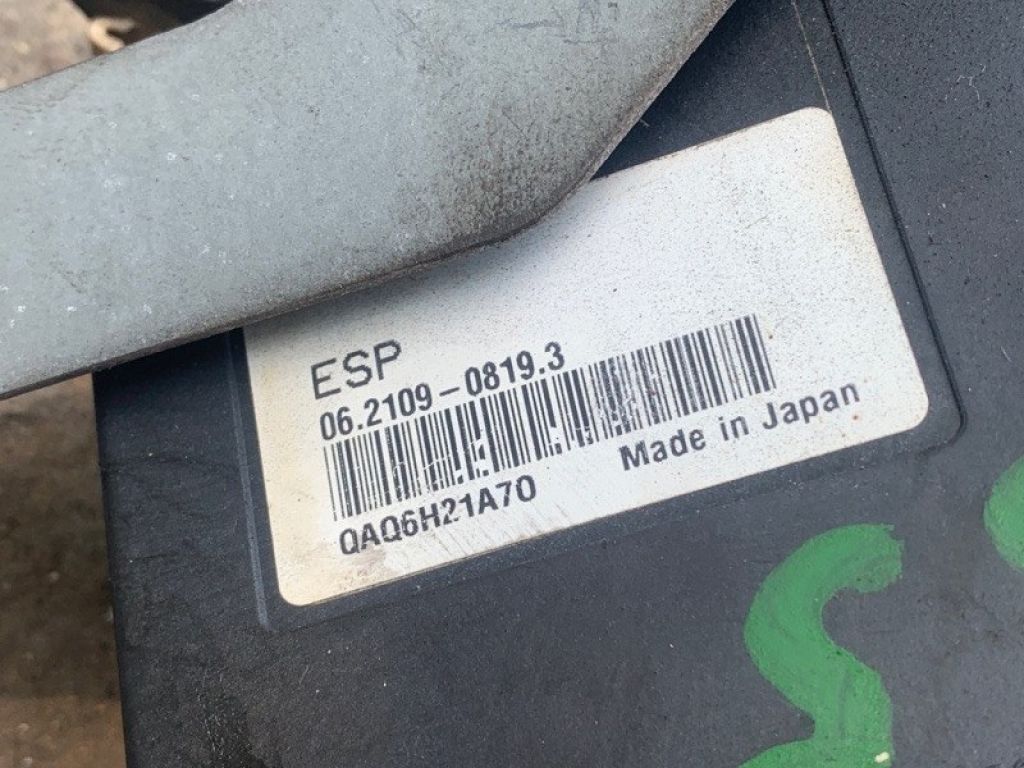 ESP
06.2109-0819.3
QAQ6H21A70
Made in Japan